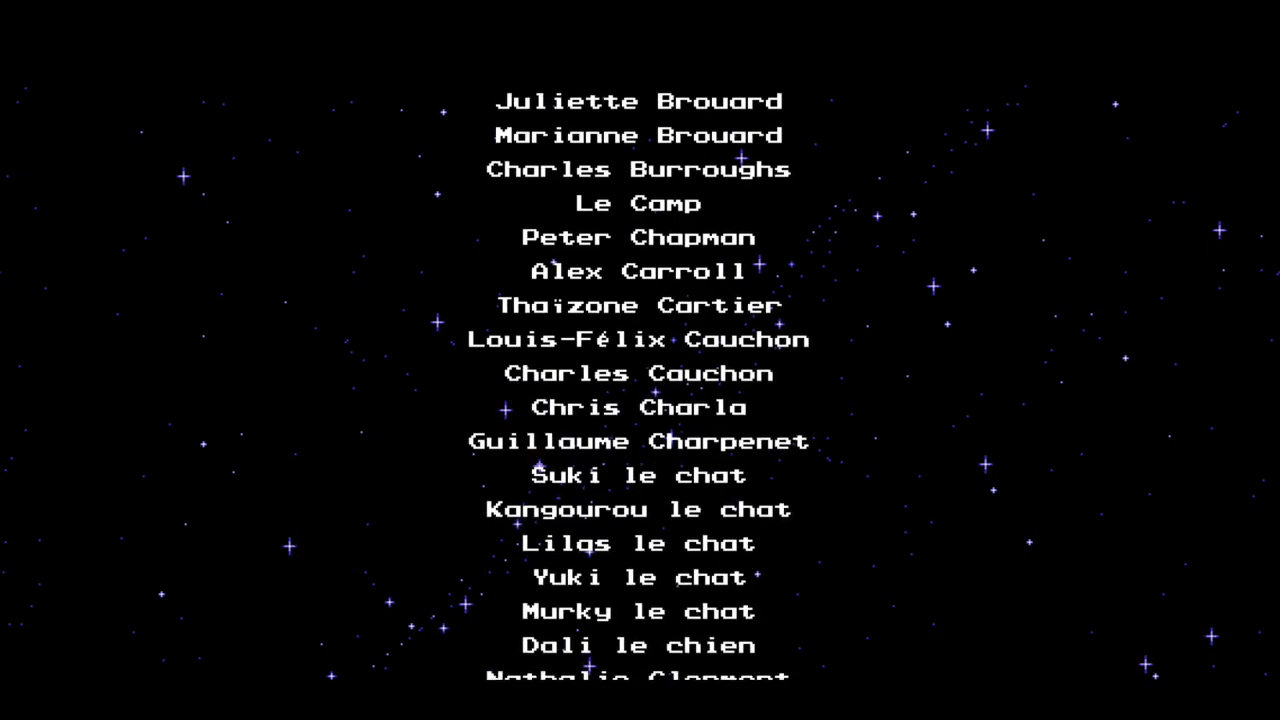 Juliette Brouard
Marianne Brouard
Charles Burroughs
Le Camp
Peter Chapman
Alex Carroll
Thaïzone Cartier
Louis-Félix Cauchon
Charles Cauchon
Chris Charla
Guillaume Charpenet
Suki le chat
Kangourou le chat
Lilas le chat
Yuki le chat
Murky le chat
Dali le chien
Nathalie Clermont